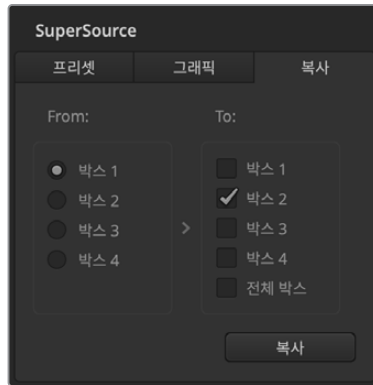 SuperSource
프리셋 그래픽 복사
From: To:
박스 1 박스 1
박스 2 박스 2
박스 3 > 박스 3
박스 4 박스 4
전체 박스
복사